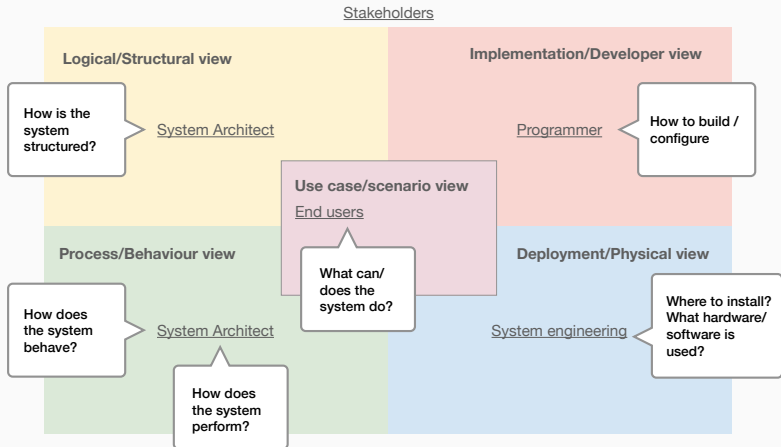 Stakeholders
Logical/Structural view
How is the
system
structured?
System Architect
Implementation/Developer view
Programmer
How to build /
configure
Use case/scenario view
End users
What can/
does the
system do?
Process/Behaviour view
How does
the system
behave?
System Architect
How does
the system
perform?
Deployment/Physical view
System engineering
Where to install?
What hardware/
software is
used?